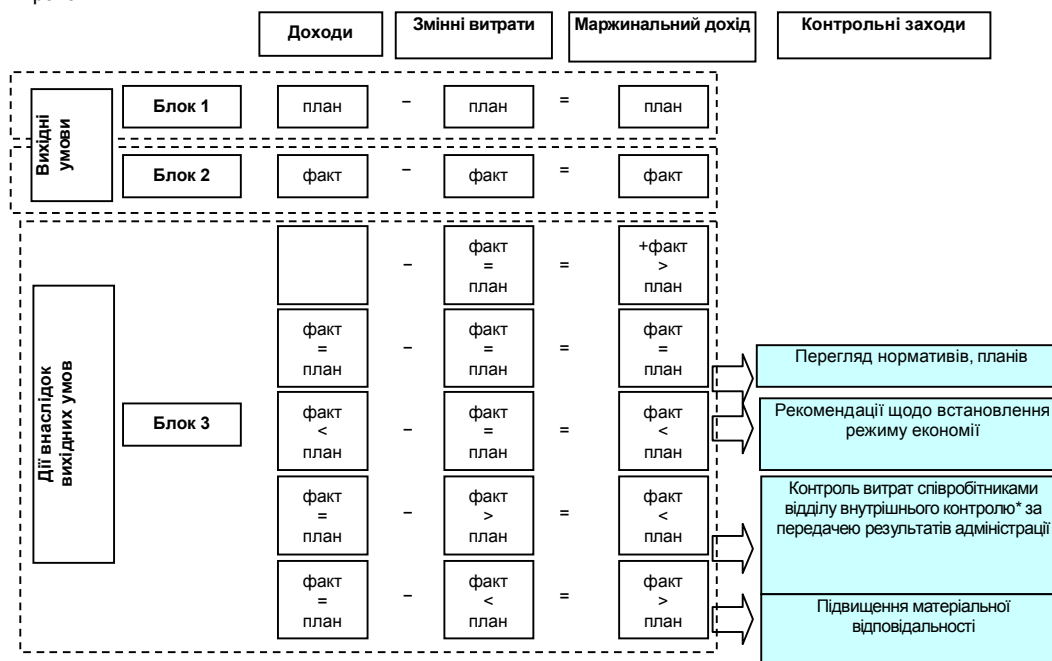 Доходи
Змінні витрати
Маржинальний дохід
Контрольні заходи
Вихідні
умови
Блок 1
план
–
план
=
план
Блок 2
факт
–
факт
=
факт
Дії внаслідок
вихідних умов
Блок 3
–
факт
=
план
=
+факт
>
план
факт
=
план
–
факт
=
план
=
факт
=
план
Перегляд нормативів, планів
факт
<
план
–
факт
=
план
=
факт
<
план
Рекомендації щодо встановлення
режиму економії
факт
=
план
–
факт
>
план
=
факт
<
план
Контроль витрат співробітниками
відділу внутрішнього контролю* за
передачею результатів адміністрації
факт
=
план
–
факт
<
план
=
факт
>
план
Підвищення матеріальної
відповідальності